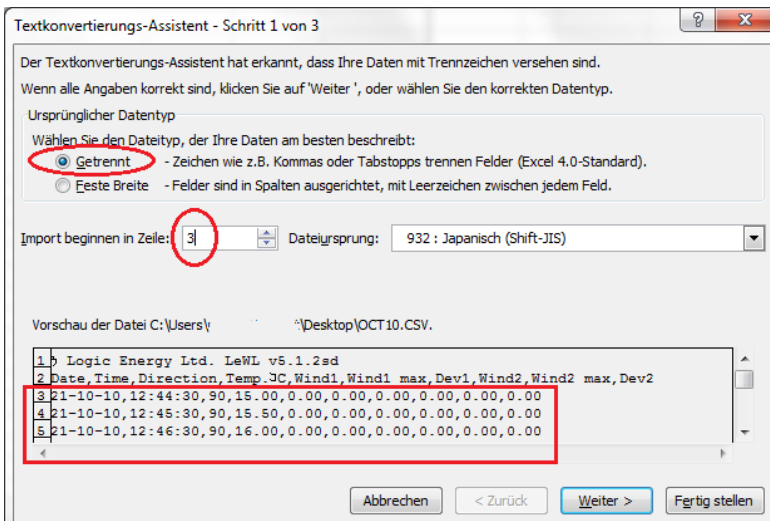 Textkonvertierungs-Assistent - Schritt 1 von 3
Der Textkonvertierungs-Assistent hat erkannt, dass Ihre Daten mit Trennzeichen versehen sind.
Wenn alle Angaben korrekt sind, klicken Sie auf 'Weiter ', oder wählen Sie den korrekten Datentyp.
Ursprünglicher Datentyp
Wählen Sie den Dateityp, der Ihre Daten am besten beschreibt:
Getrennt - Zeichen wie z.B. Kommas oder Tabstopps trennen Felder (Excel 4.0-Standard).
Feste Breite - Felder sind in Spalten ausgerichtet, mit Leerzeichen zwischen jedem Feld.
Import beginnen in Zeile: 3 Dateiursprung: 932 : Japanisch (Shift-JIS)
Vorschau der Datei C:\Users\ \Desktop\OCT10.CSV.
1 Logic Energy Ltd. LeWL v5.1.2sd
2 Date,Time,Direction,Temp.ƆC,Wind1,Wind1 max,Dev1,Wind2,Wind2 max,Dev2
3 21-10-10,12:44:30,90,15.00,0.00,0.00,0.00,0.00,0.00,0.00
4 21-10-10,12:45:30,90,15.50,0.00,0.00,0.00,0.00,0.00,0.00
5 21-10-10,12:46:30,90,16.00,0.00,0.00,0.00,0.00,0.00,0.00
Abbrechen < Zurück Weiter > Fertig stellen